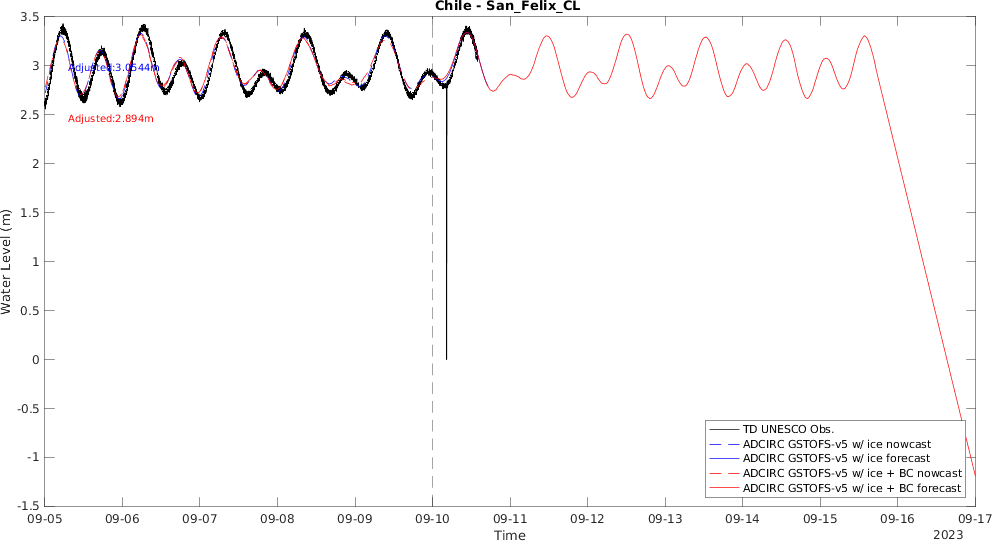 Chile - San_Felix_CL
3.5
3
2.5
2
1.5
1
0.5
0
-0.5
-1
-1.5
Water Level (m)
Adjusted:3.0544m
Adjusted:2.894m
TD UNESCO Obs.
ADCIRC GSTOFS-v5 w/ ice nowcast
ADCIRC GSTOFS-v5 w/ ice forecast
ADCIRC GSTOFS-v5 w/ ice + BC nowcast
ADCIRC GSTOFS-v5 w/ ice + BC forecast
09-05 09-06 09-07 09-08 09-09 09-10 09-11 09-12 09-13 09-14 09-15 09-16 09-17
Time
2023